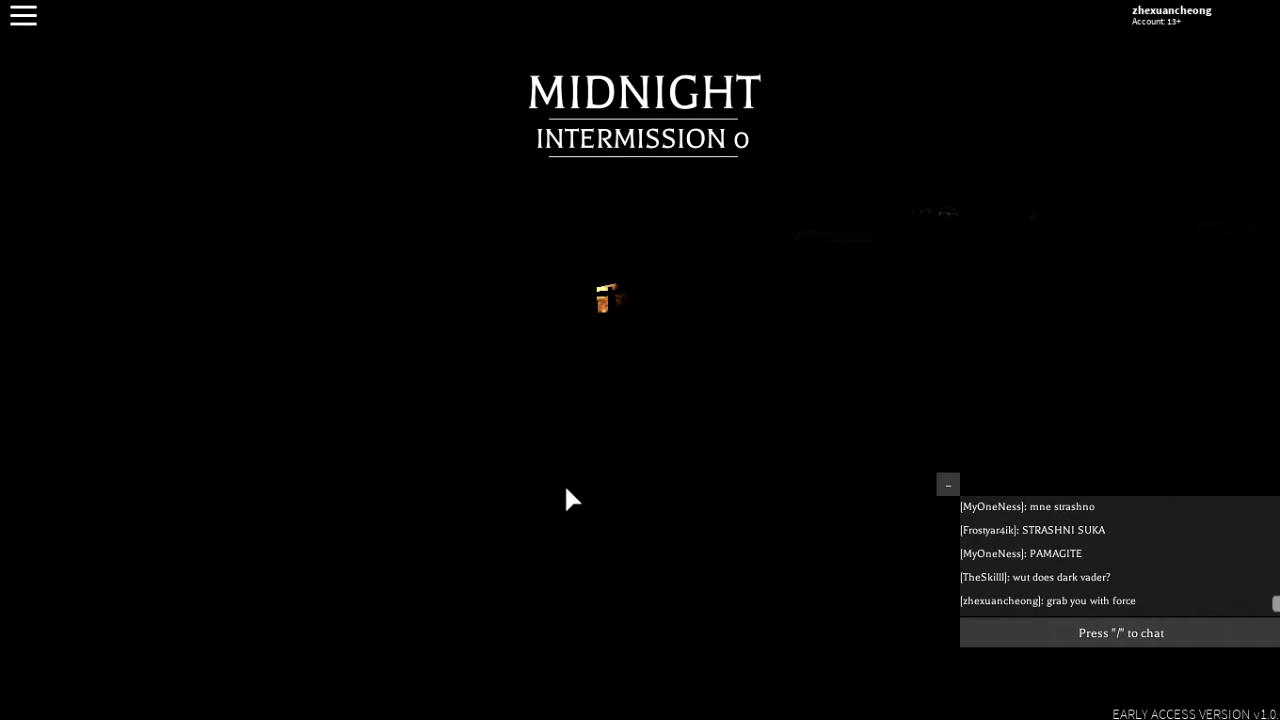 zhexuancheong
Account: 13+
MIDNIGHT
INTERMISSION 0
–
[MyOneNess]: mne strashno
[Frostyar4ik]: STRASHNI SUKA
[MyOneNess]: PAMAGITE
[TheSkilll]: wut does dark vader?
[zhexuancheong]: grab you with force
Press "/" to chat
EARLY ACCESS VERSION v1.0